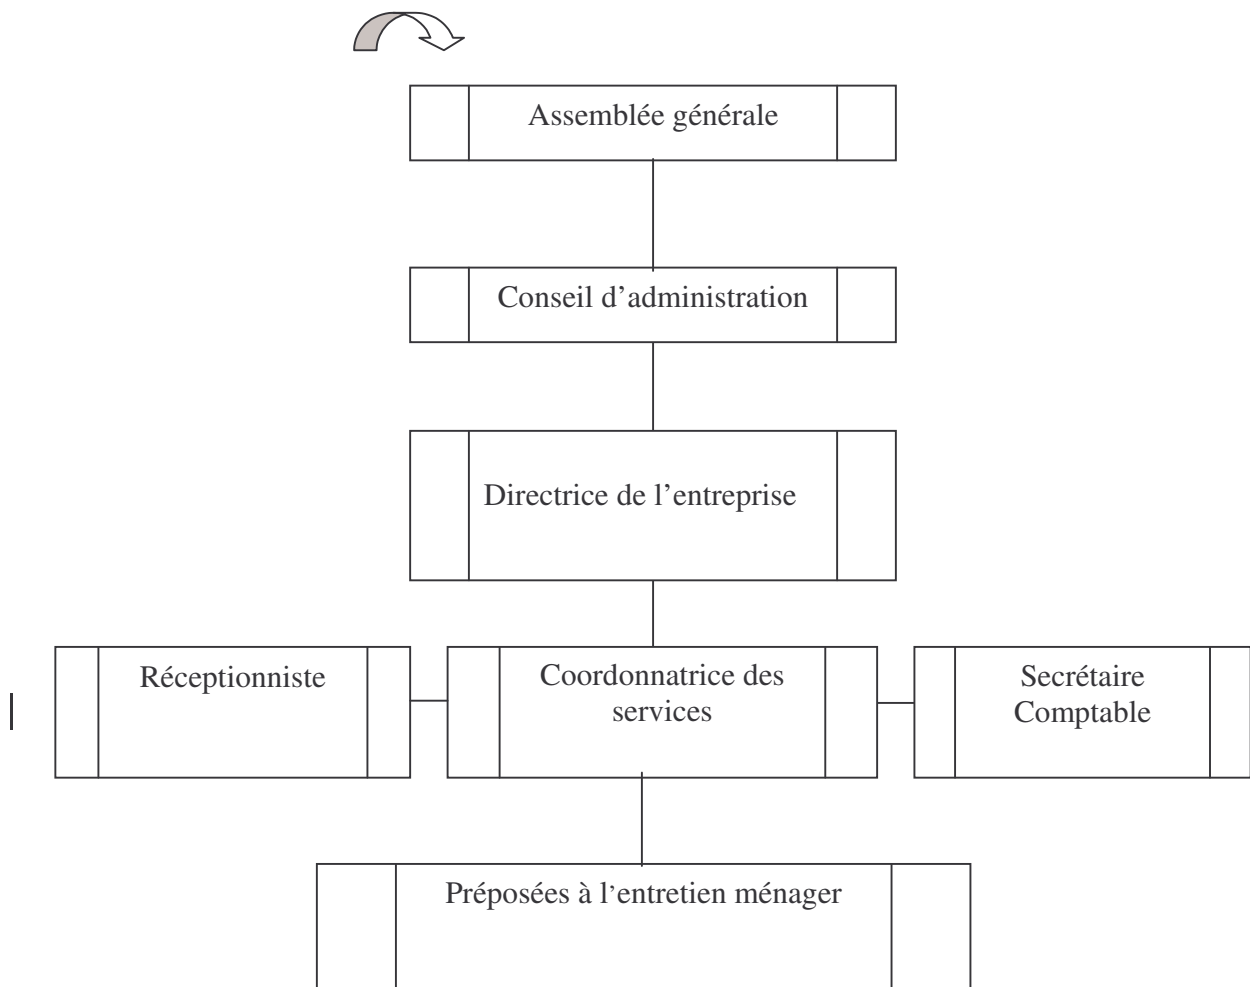 Assemblée générale
Conseil d’administration
Directrice de l’entreprise
Réceptionniste
Coordonnatrice des
services
Secrétaire
Comptable
Préposées à l’entretien ménager